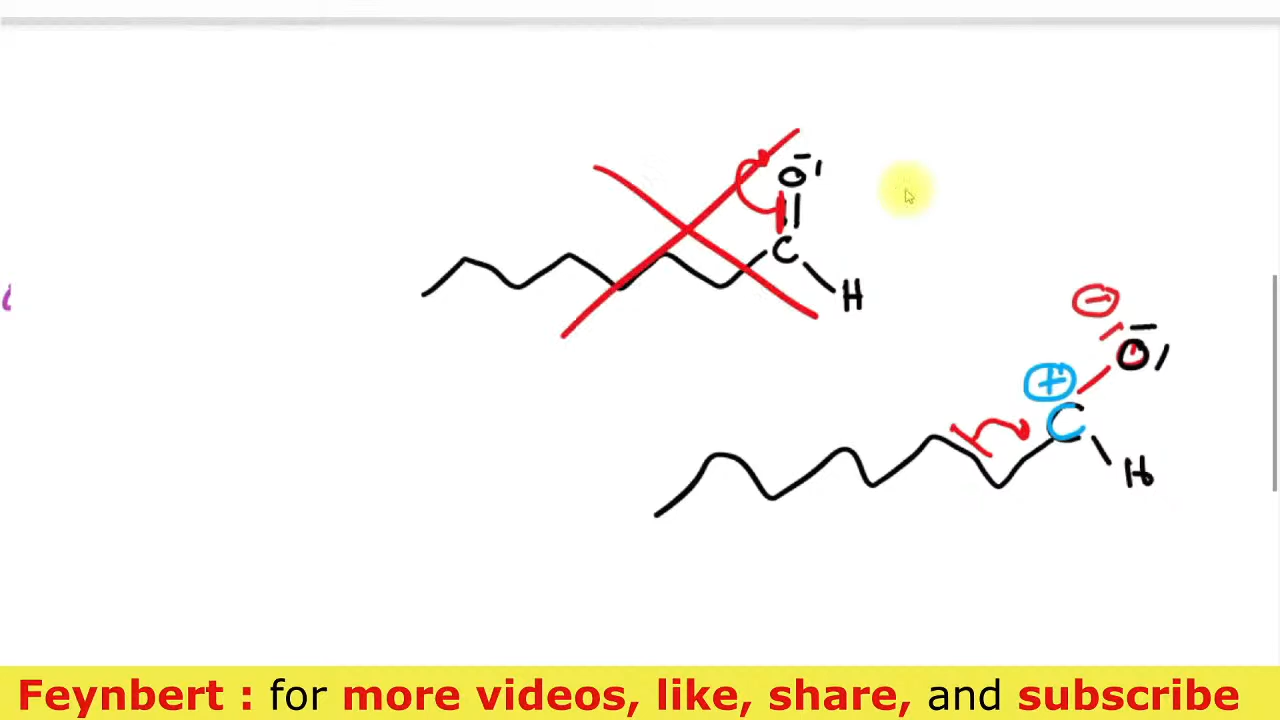 O
C
H
−
O
+
C
H
Feynbert : for more videos, like, share, and subscribe